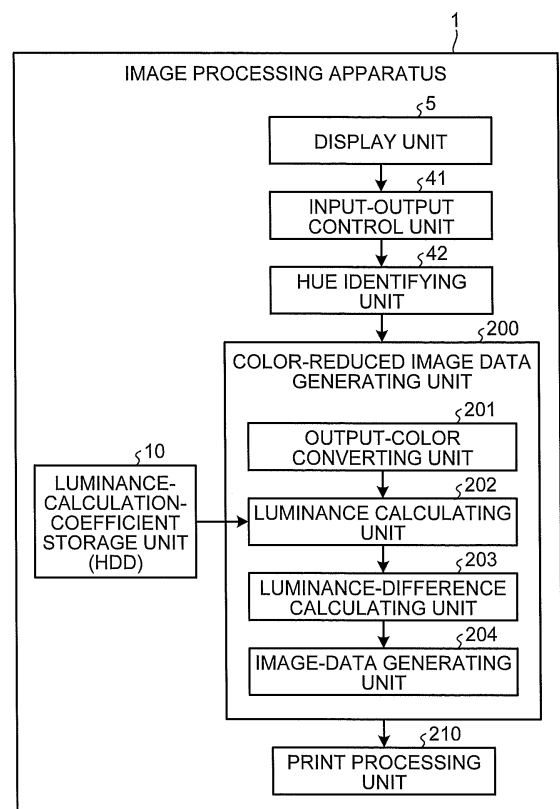 1
IMAGE PROCESSING APPARATUS
5
DISPLAY UNIT
41
INPUT-OUTPUT
CONTROL UNIT
42
HUE IDENTIFYING
UNIT
200
COLOR-REDUCED IMAGE DATA
GENERATING UNIT
201
OUTPUT-COLOR
CONVERTING UNIT
10
LUMINANCE-
CALCULATION-
COEFFICIENT
STORAGE UNIT
(HDD)
202
LUMINANCE CALCULATING
UNIT
203
LUMINANCE-DIFFERENCE
CALCULATING UNIT
204
IMAGE-DATA GENERATING
UNIT
210
PRINT PROCESSING
UNIT